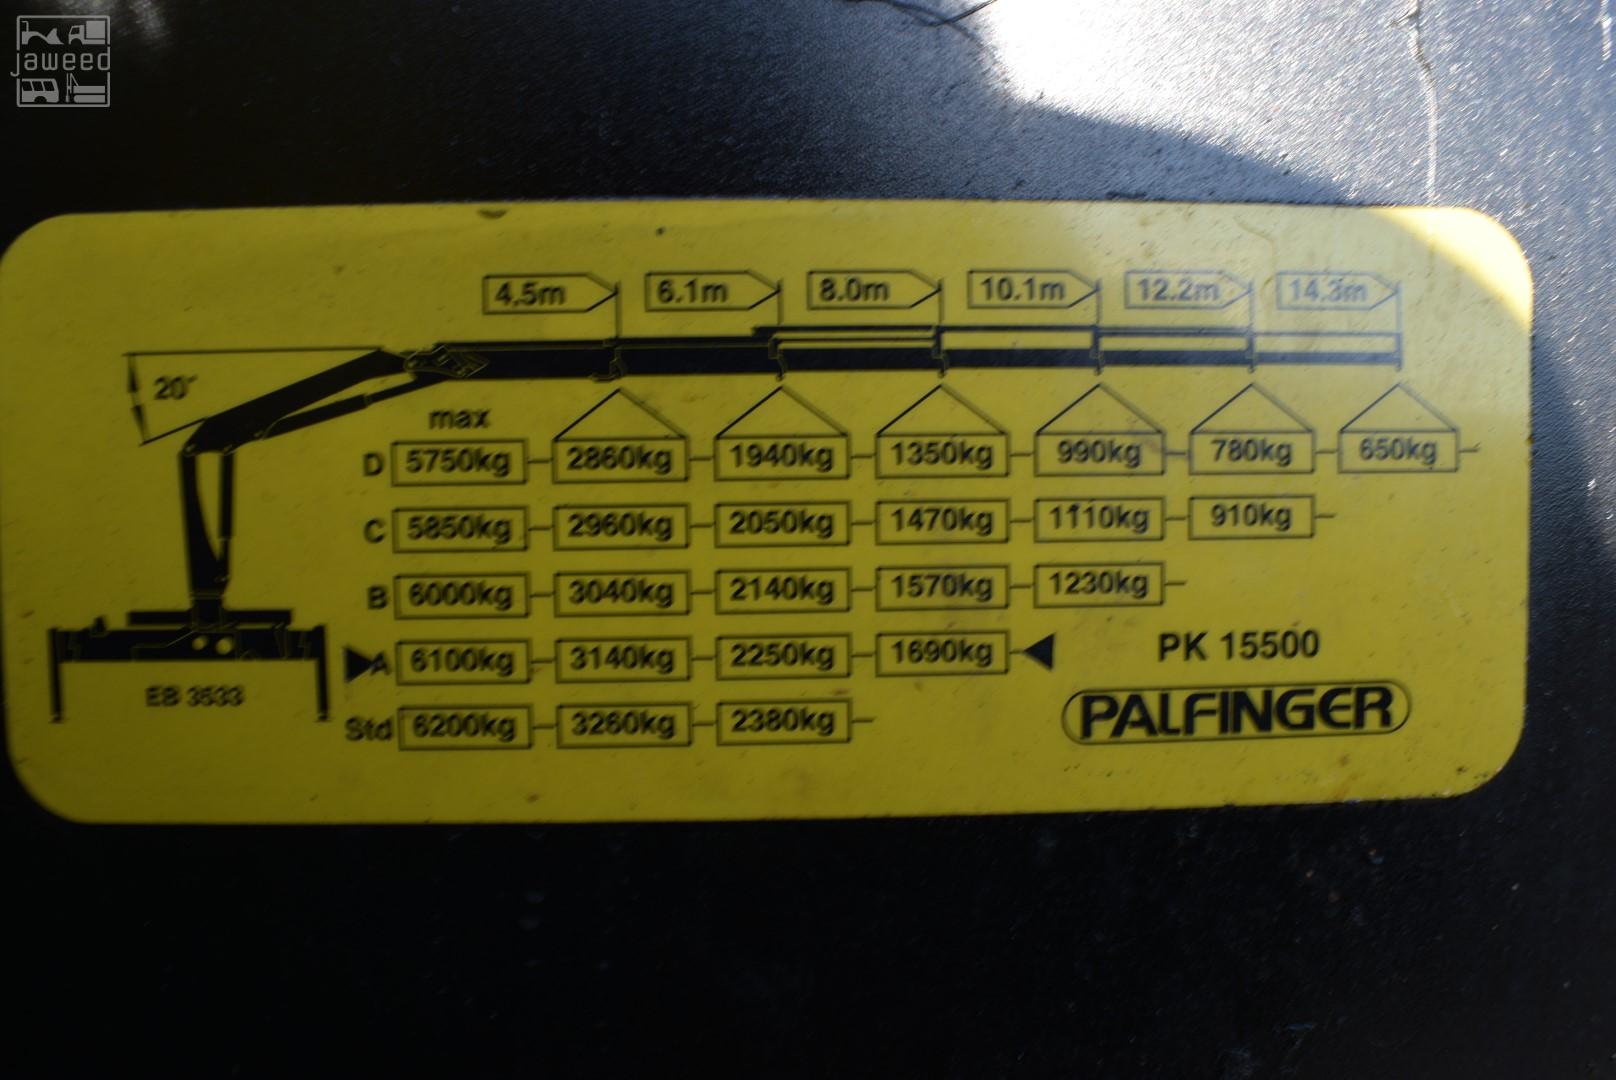 jaweed
4.5m 6.1m 8.0m 10.1m 12.2m 14.3m
20°
max
D 5750kg 2860kg 1940kg 1350kg 990kg 780kg 650kg
C 5850kg 2960kg 2050kg 1470kg 1110kg 910kg
B 6000kg 3040kg 2140kg 1570kg 1230kg
A 6100kg 3140kg 2250kg 1690kg
PK 15500
EB 3533
Std 6200kg 3260kg 2380kg
PALFINGER